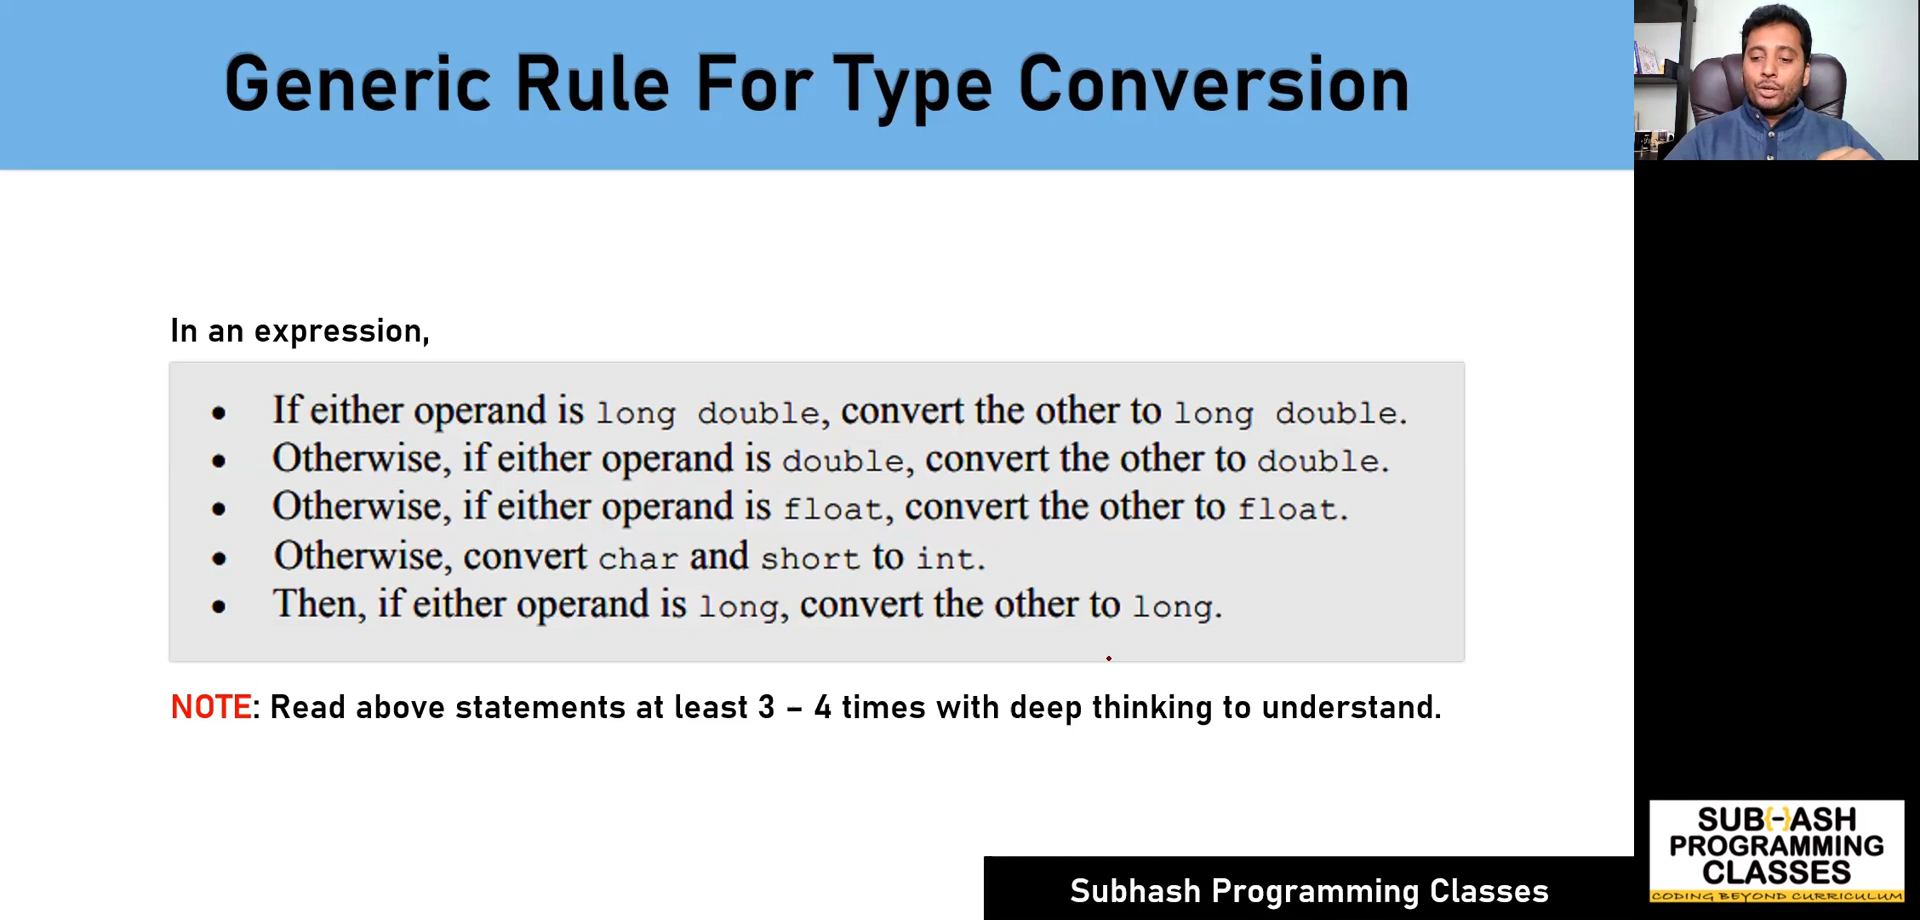 Generic Rule For Type Conversion
In an expression,
• If either operand is long double, convert the other to long double.
• Otherwise, if either operand is double, convert the other to double.
• Otherwise, if either operand is float, convert the other to float.
• Otherwise, convert char and short to int.
• Then, if either operand is long, convert the other to long.
NOTE: Read above statements at least 3 – 4 times with deep thinking to understand.
Subhash Programming Classes
SUB{-}ASH
PROGRAMMING
CLASSES
CODING BEYOND CURRICULUM